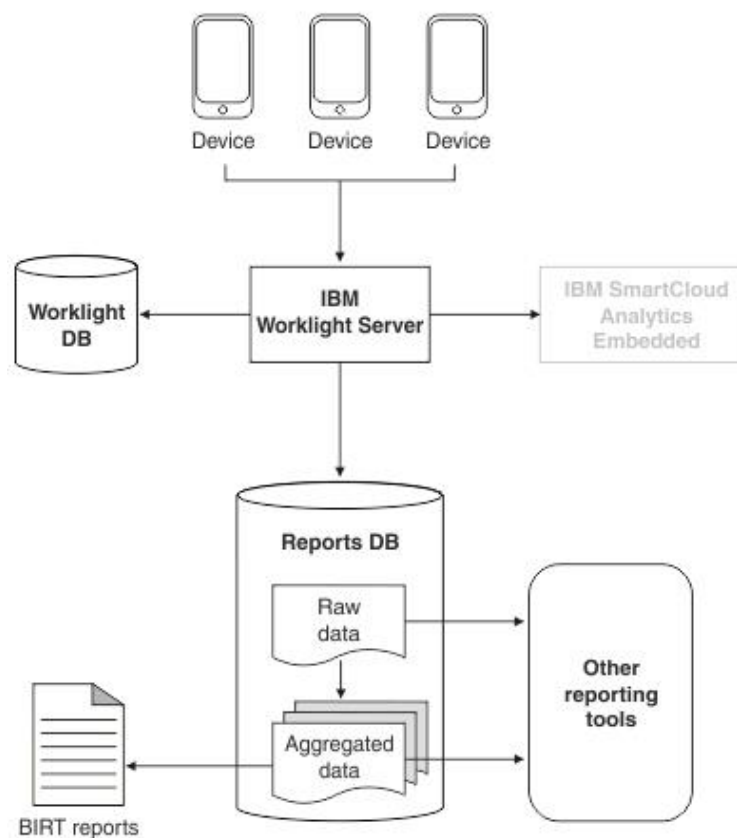 Device
Device
Device
Worklight
DB
IBM
Worklight Server
IBM SmartCloud
Analytics
Embedded
Reports DB
Raw
data
Other
reporting
tools
Aggregated
data
BIRT reports